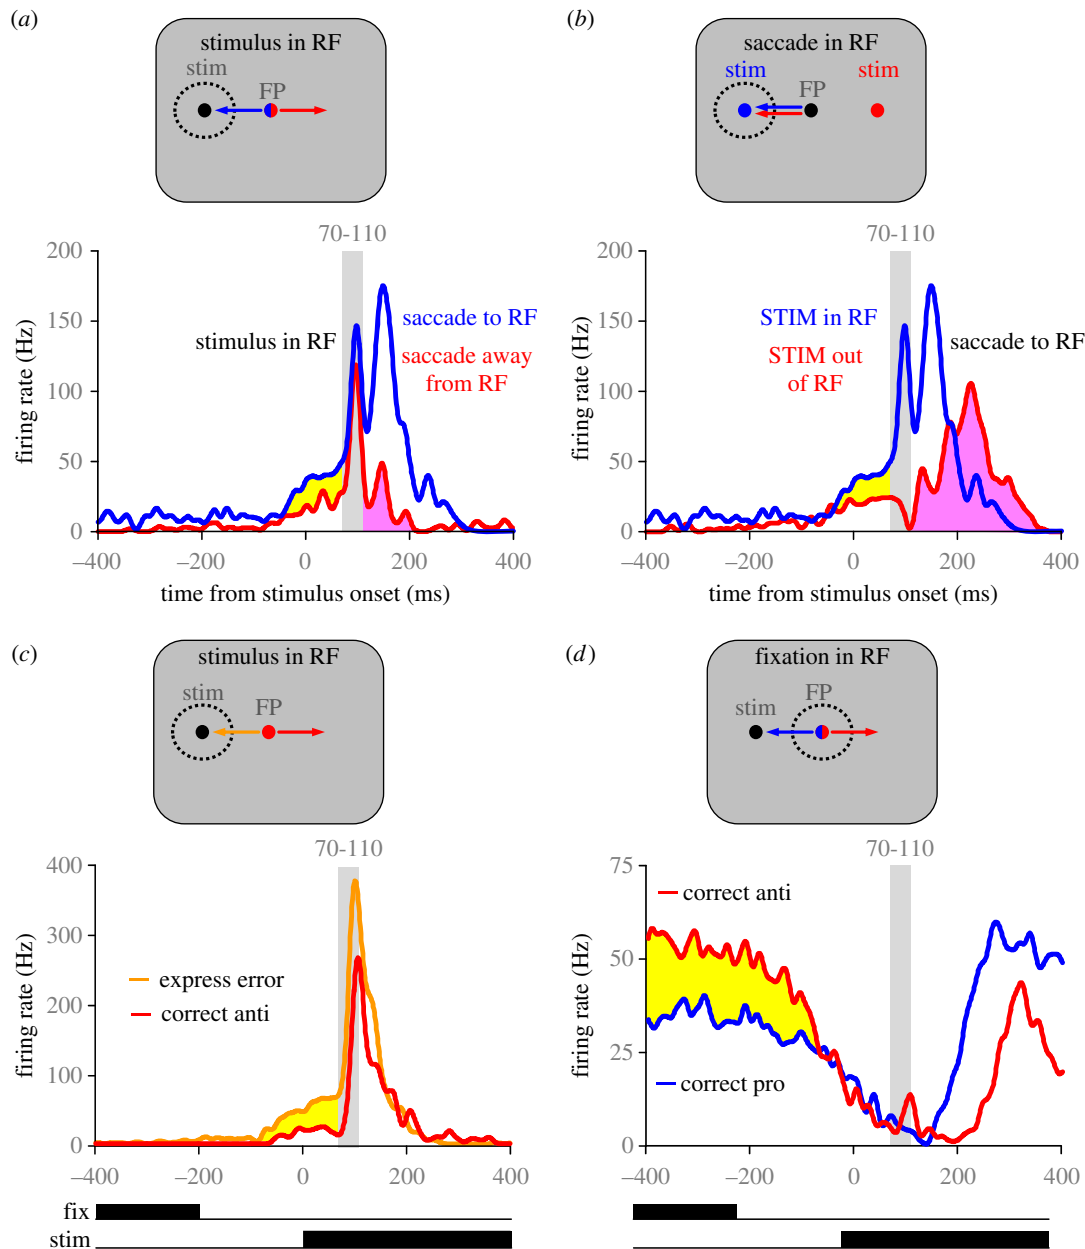 (a)
stimulus in RF
stim
FP
70-110
200
150
100
50
0
firing rate (Hz)
stimulus in RF
saccade to RF
saccade away
from RF
–400
–200
0
200
400
time from stimulus onset (ms)
(b)
saccade in RF
stim
stim
FP
70-110
200
150
100
50
0
firing rate (Hz)
STIM in RF
STIM out
of RF
saccade to RF
–400
–200
0
200
400
time from stimulus onset (ms)
(c)
stimulus in RF
stim
FP
70-110
400
300
200
100
0
firing rate (Hz)
express error
correct anti
–400
–200
0
200
400
fix
stim
(d)
fixation in RF
FP
stim
70-110
75
50
25
0
firing rate (Hz)
correct anti
correct pro
–400
–200
0
200
400